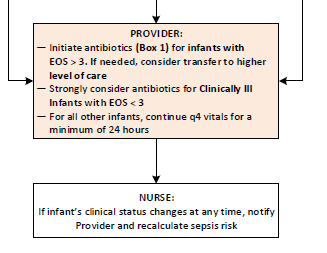 PROVIDER:
— Initiate antibiotics (Box 1) for infants with
EOS > 3. If needed, consider transfer to higher
level of care
— Strongly consider antibiotics for Clinically Ill
Infants with EOS < 3
— For all other infants, continue q4 vitals for a
minimum of 24 hours
NURSE:
If infant's clinical status changes at any time, notify
Provider and recalculate sepsis risk